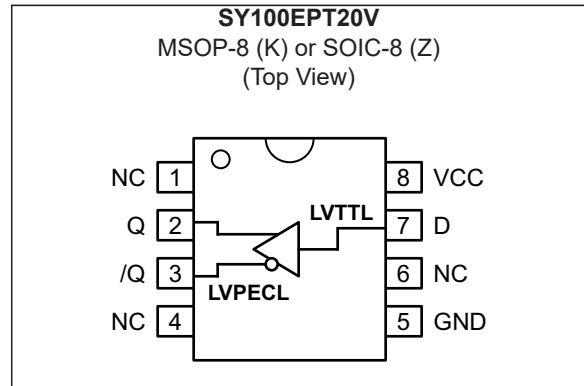 SY100EPT20V
MSOP-8 (K) or SOIC-8 (Z)
(Top View)
NC 1
8 VCC
LVTTL
Q 2
7 D
/Q 3
6 NC
LVPECL
NC 4
5 GND